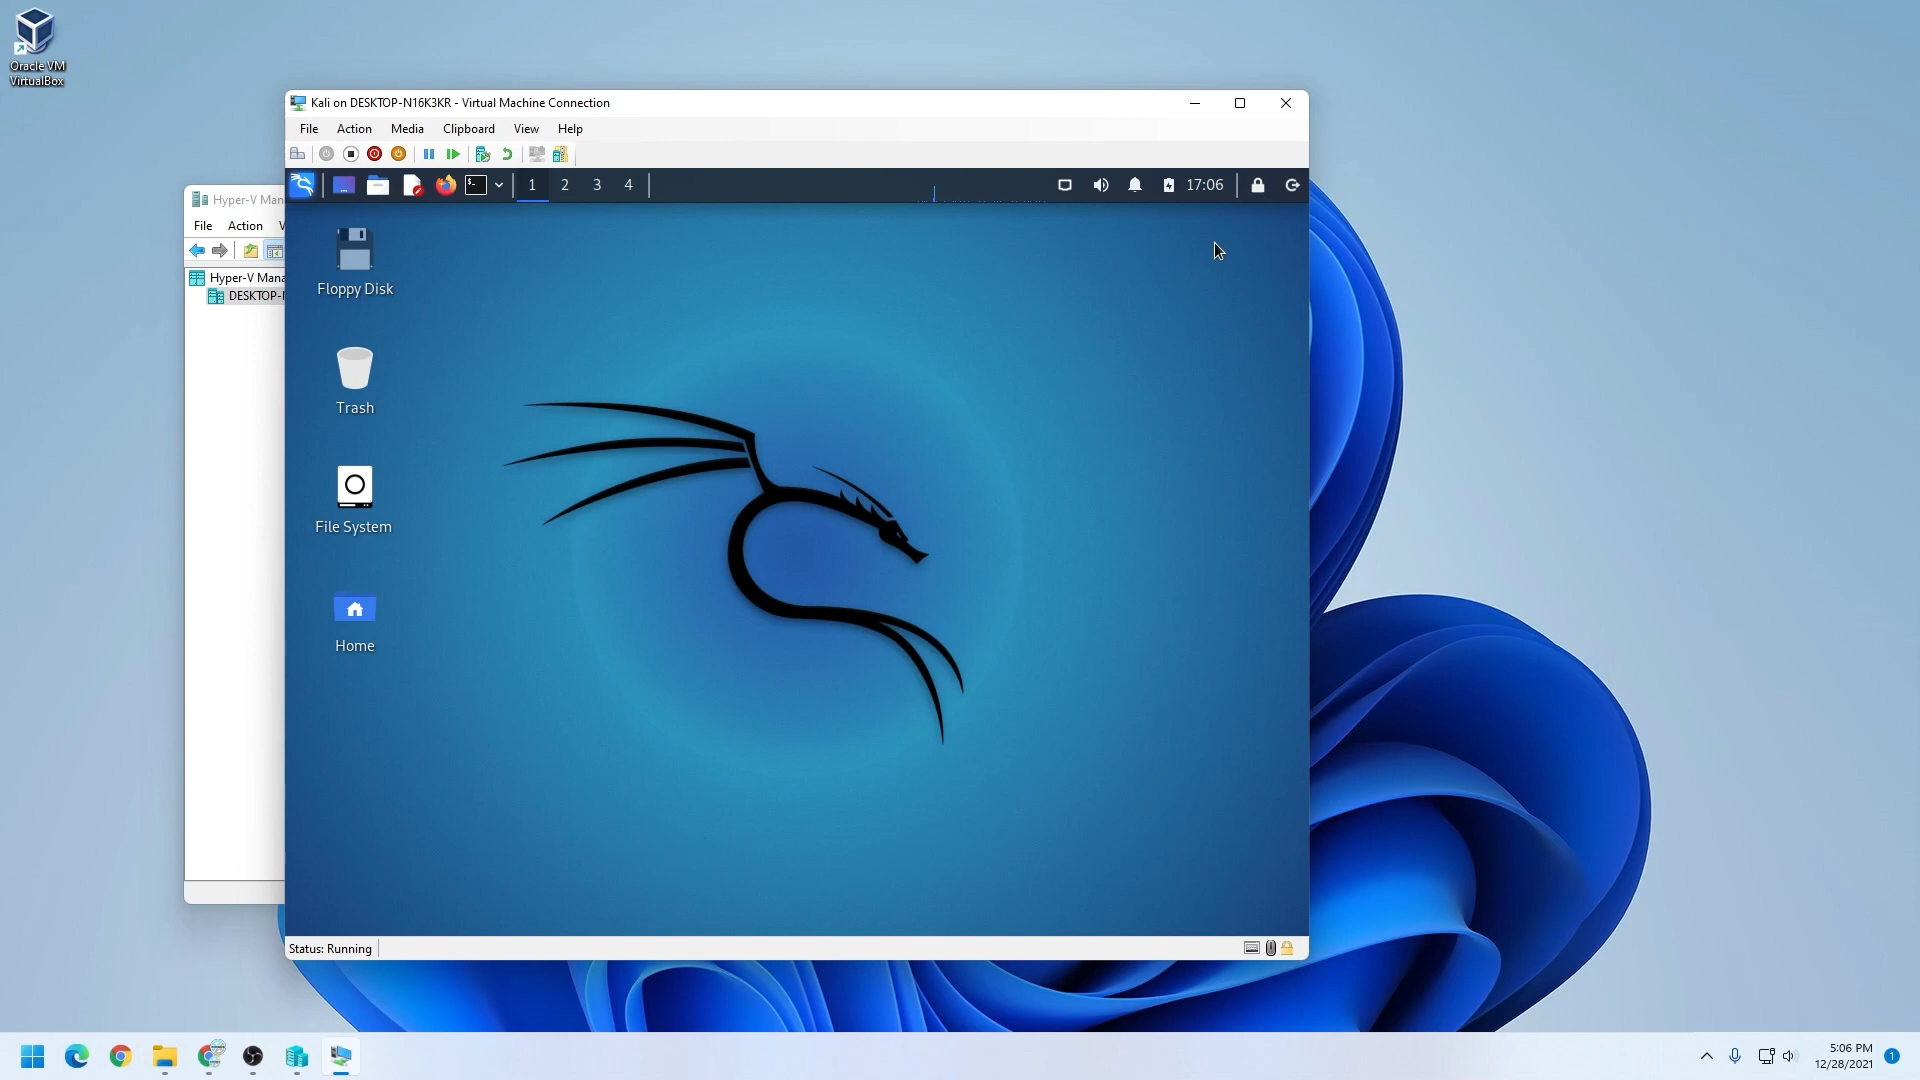 Oracle VM
VirtualBox
Kali on DESKTOP-N16K3KR - Virtual Machine Connection
File Action Media Clipboard View Help
1 2 3 4 17:06
Hyper-V Man
File Action V
Hyper-V Mana
DESKTOP-
Floppy Disk
Trash
File System
Home
Status: Running
5:06 PM
12/28/2021
1